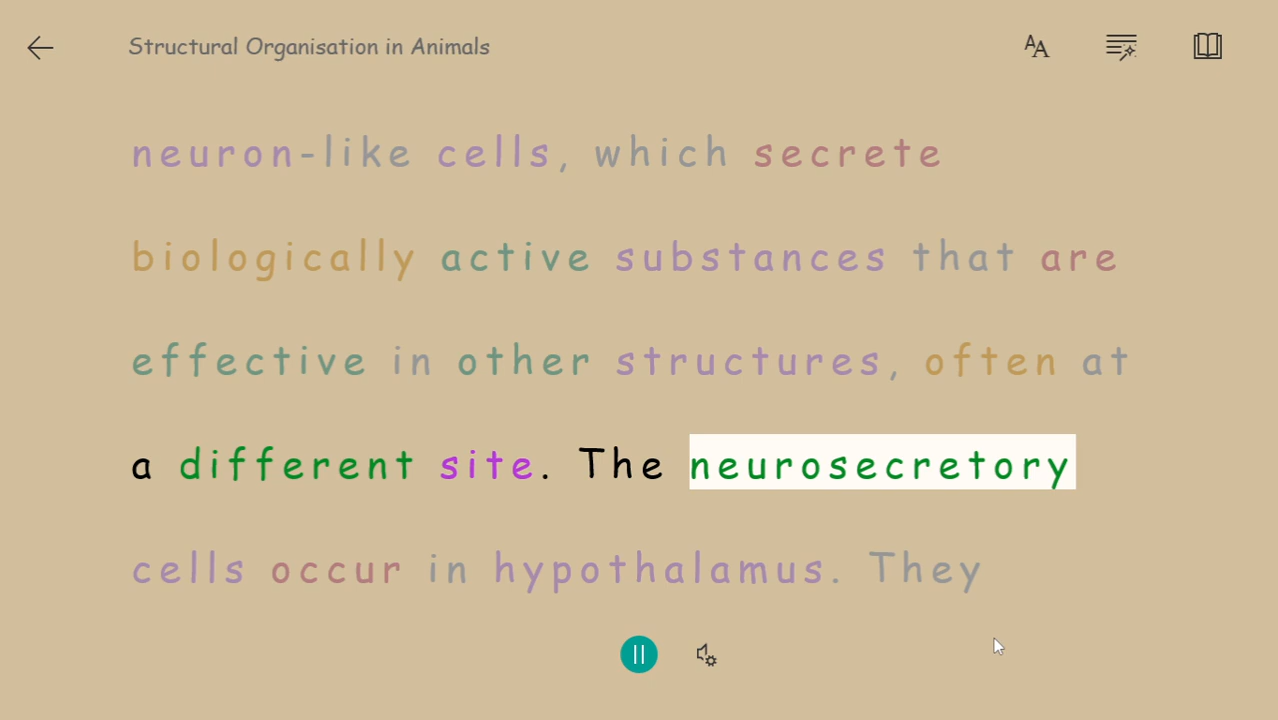 Structural Organisation in Animals
neuron-like cells, which secrete
biologically active substances that are
effective in other structures, often at
a different site. The neurosecretory
cells occur in hypothalamus. They